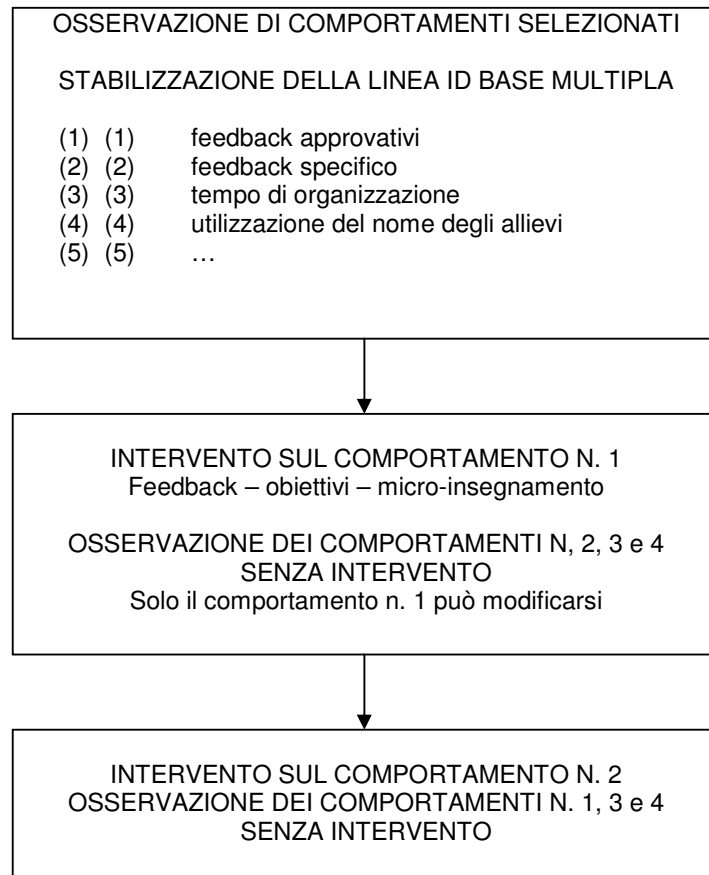 OSSERVAZIONE DI COMPORTAMENTI SELEZIONATI
STABILIZZAZIONE DELLA LINEA ID BASE MULTIPLA
(1) (1) feedback approvativi
(2) (2) feedback specifico
(3) (3) tempo di organizzazione
(4) (4) utilizzazione del nome degli allievi
(5) (5) …
INTERVENTO SUL COMPORTAMENTO N. 1
Feedback – obiettivi – micro-insegnamento
OSSERVAZIONE DEI COMPORTAMENTI N, 2, 3 e 4
SENZA INTERVENTO
Solo il comportamento n. 1 può modificarsi
INTERVENTO SUL COMPORTAMENTO N. 2
OSSERVAZIONE DEI COMPORTAMENTI N. 1, 3 e 4
SENZA INTERVENTO